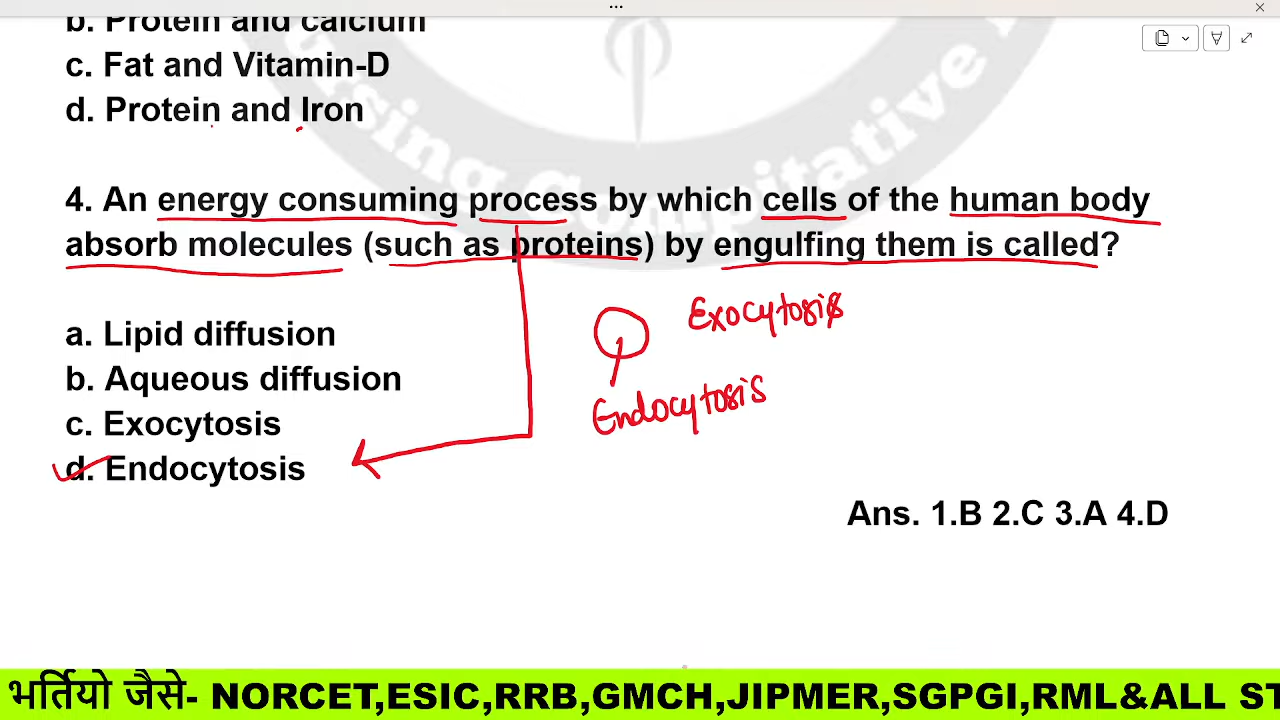 b. Protein and calcium
c. Fat and Vitamin-D
d. Protein and Iron
4. An energy consuming process by which cells of the human body
absorb molecules (such as proteins) by engulfing them is called?
a. Lipid diffusion
b. Aqueous diffusion
c. Exocytosis
d. Endocytosis
Exocytosis
Endocytosis
Ans. 1.B 2.C 3.A 4.D
भर्तियो जैसे- NORCET,ESIC,RRB,GMCH,JIPMER,SGPGI,RML&ALL ST